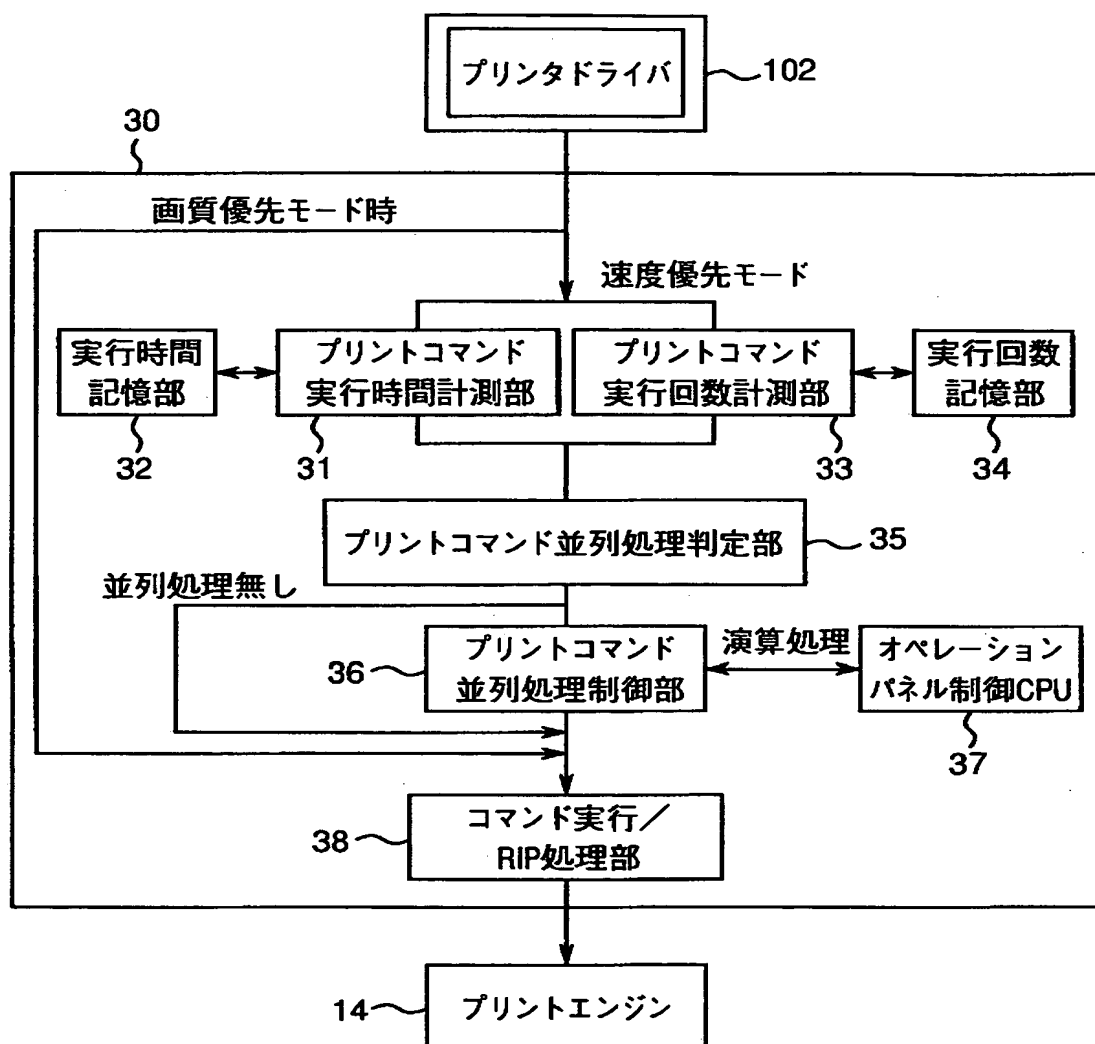 プリンタドライバ
102
30
画質優先モード時
速度優先モード
実行時間
記憶部
プリントコマンド
実行時間計測部
プリントコマンド
実行回数計測部
実行回数
記憶部
32
31
33
34
プリントコマンド並列処理判定部
35
並列処理無し
36
プリントコマンド
並列処理制御部
演算処理
オペレーション
パネル制御CPU
37
38
コマンド実行/
RIP処理部
14
プリントエンジン